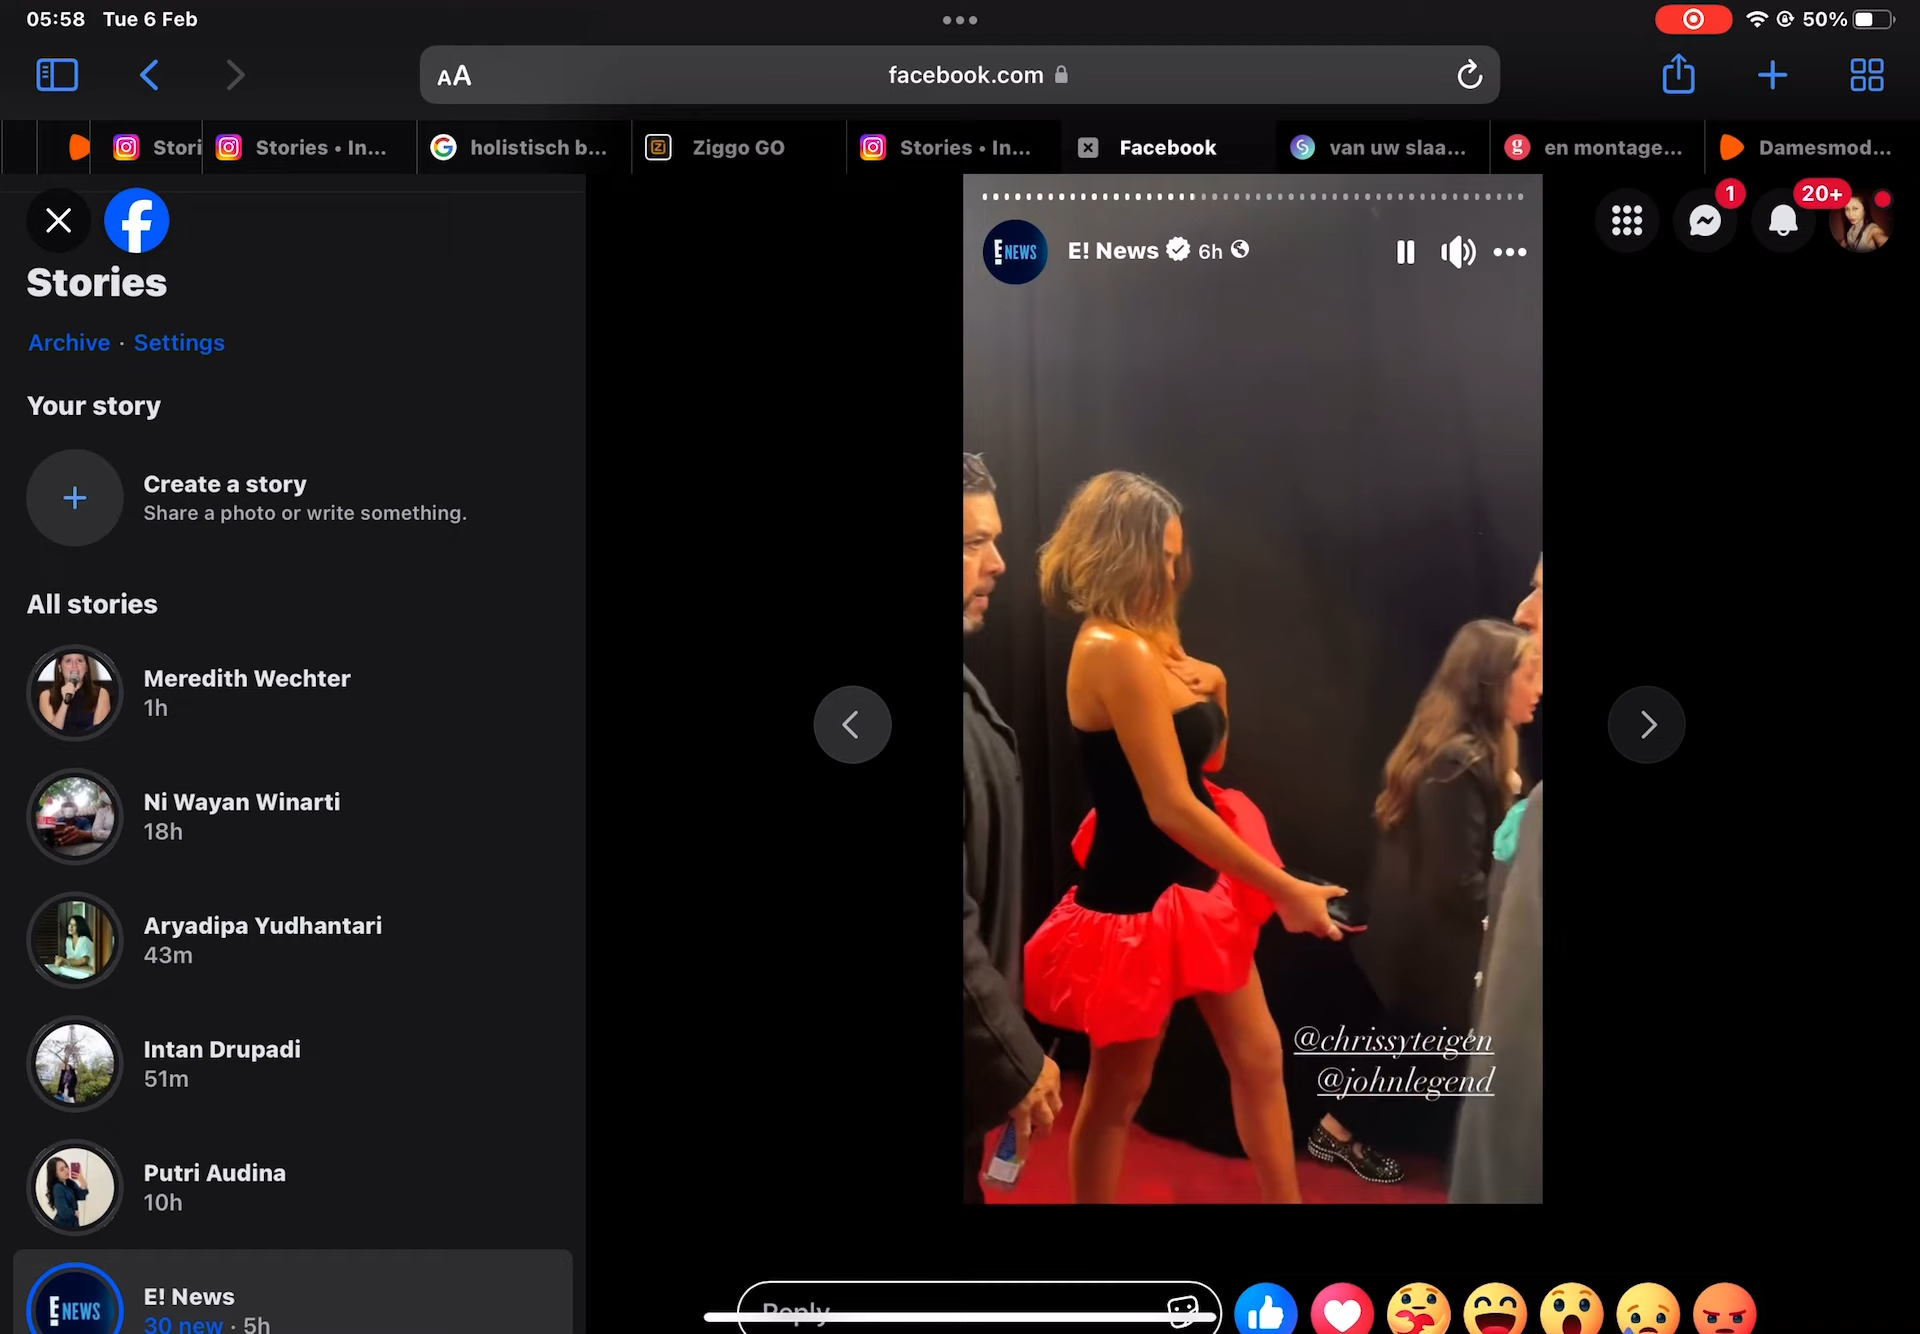 05:58 Tue 6 Feb
50%
AA
facebook.com
Stori
Stories • In...
holistisch b...
Ziggo GO
Stories • In...
Facebook
van uw slaa...
en montage...
Damesmod...
1
20+
Stories
Archive · Settings
Your story
Create a story
Share a photo or write something.
All stories
Meredith Wechter
1h
Ni Wayan Winarti
18h
Aryadipa Yudhantari
43m
Intan Drupadi
51m
Putri Audina
10h
E! News
30 new · 5h
E NEWS
E NEWS
E! News 6h
@chrissyteigen
@johnlegend
Reply